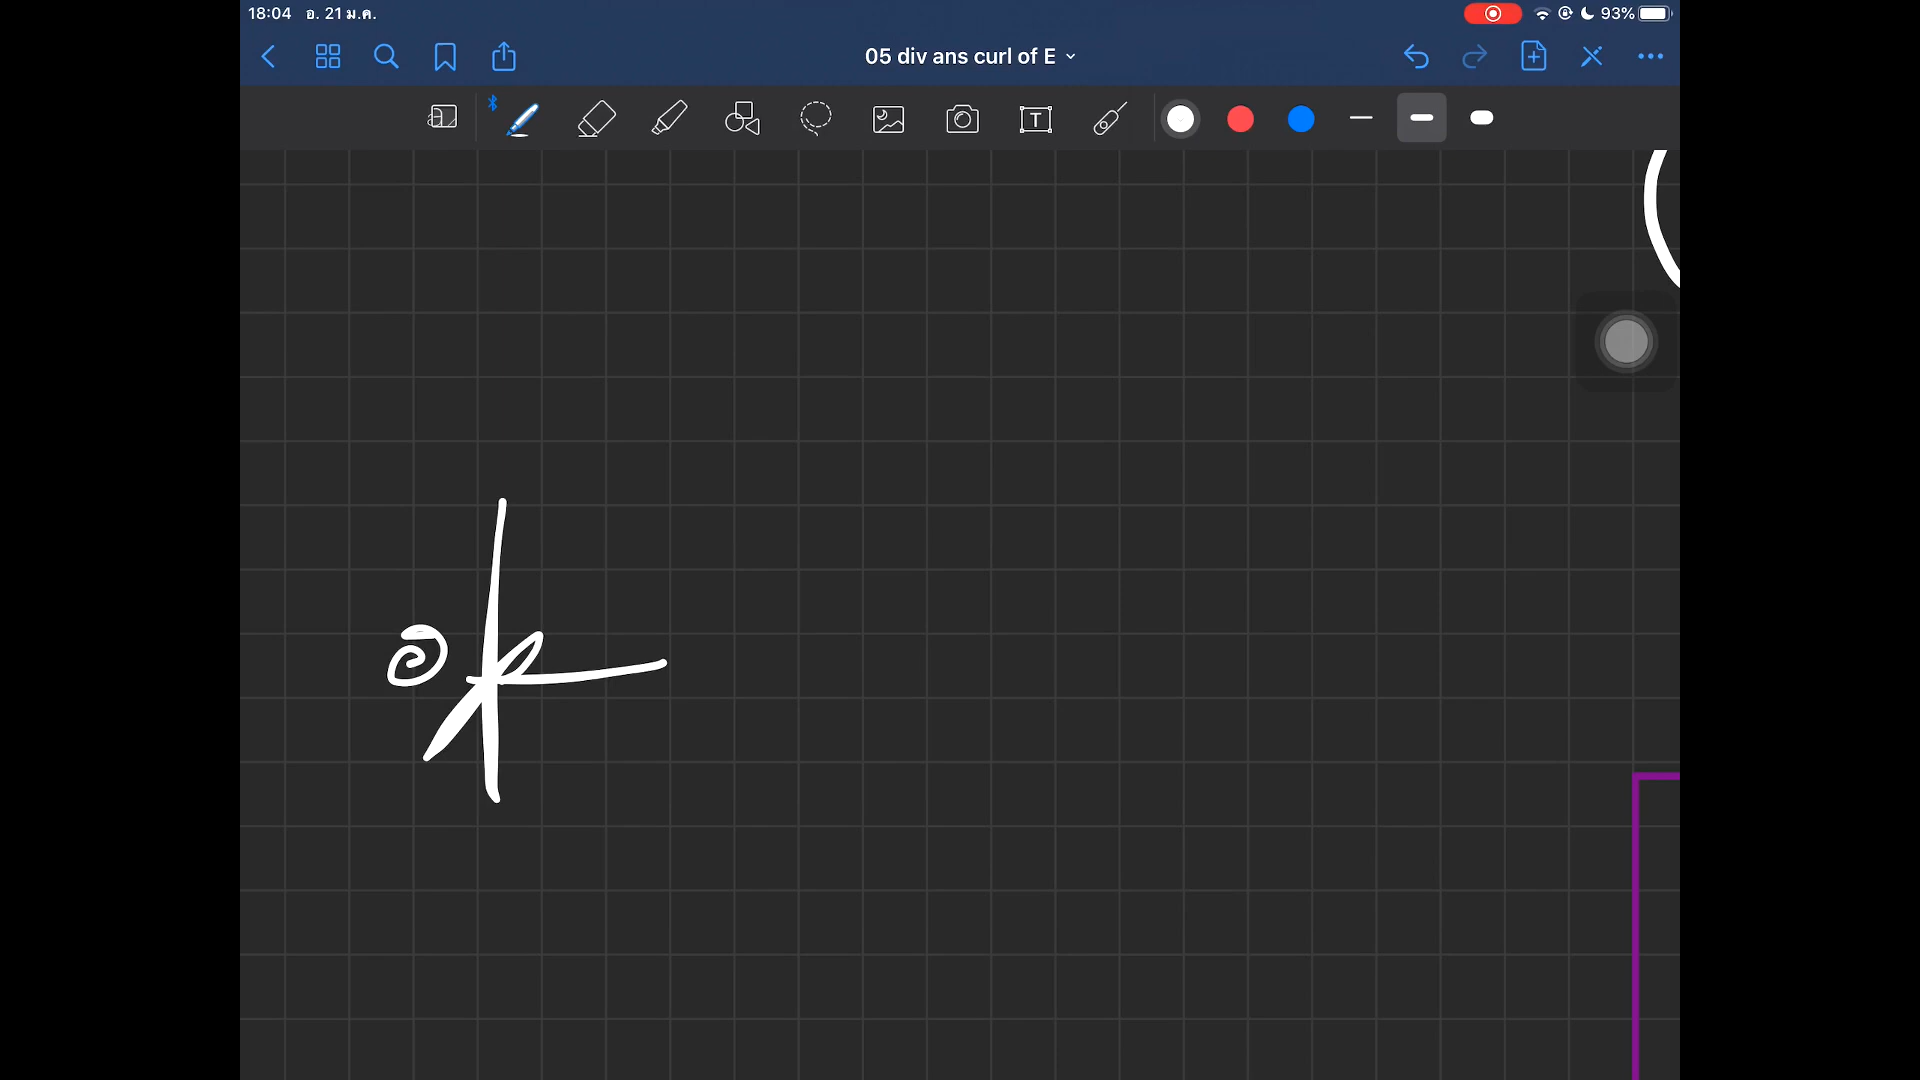 18:04 อ. 21 ม.ค. 93%
05 div ans curl of E
a
T